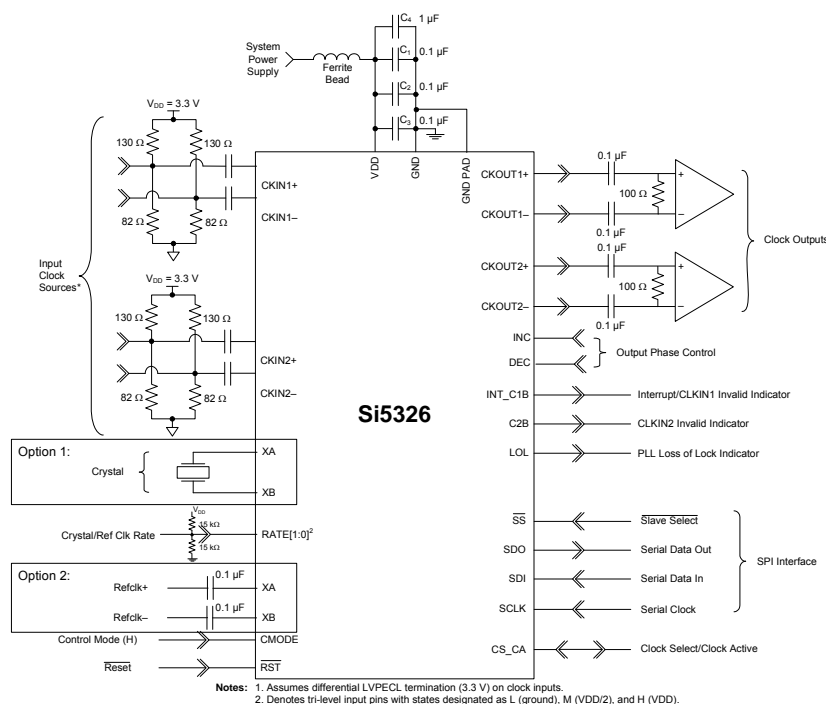 C4 1 µF
System
Power
Supply
Ferrite
Bead
C1 0.1 µF
C2 0.1 µF
C3 0.1 µF
VDD = 3.3 V
130 Ω
130 Ω
82 Ω
82 Ω
CKIN1+
CKIN1–
VDD
GND
GND PAD
Input
Clock
Sources*
VDD = 3.3 V
130 Ω
130 Ω
82 Ω
82 Ω
CKIN2+
CKIN2–
Si5326
Option 1:
Crystal
XA
XB
VDD
15 kΩ
15 kΩ
Crystal/Ref Clk Rate
RATE[1:0]2
Option 2:
Refclk+
0.1 µF
XA
Refclk–
0.1 µF
XB
Control Mode (H)
CMODE
Reset
RST
CKOUT1+
0.1 µF
100 Ω
+
–
CKOUT1–
0.1 µF
CKOUT2+
0.1 µF
100 Ω
+
–
CKOUT2–
0.1 µF
Clock Outputs
INC
DEC
Output Phase Control
INT_C1B
Interrupt/CLKIN1 Invalid Indicator
C2B
CLKIN2 Invalid Indicator
LOL
PLL Loss of Lock Indicator
SS
Slave Select
SDO
Serial Data Out
SDI
Serial Data In
SCLK
Serial Clock
SPI Interface
CS_CA
Clock Select/Clock Active
Notes: 1. Assumes differential LVPECL termination (3.3 V) on clock inputs.
2. Denotes tri-level input pins with states designated as L (ground), M (VDD/2), and H (VDD).